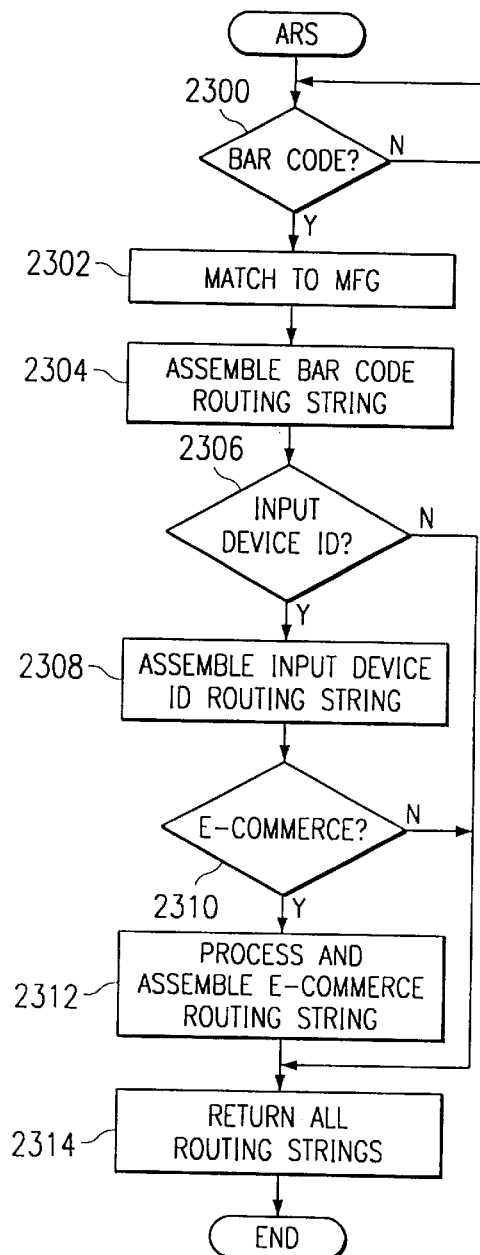 ARS
2300
BAR CODE?
N
Y
2302
MATCH TO MFG
2304
ASSEMBLE BAR CODE
ROUTING STRING
2306
INPUT
DEVICE ID?
N
Y
2308
ASSEMBLE INPUT DEVICE
ID ROUTING STRING
E-COMMERCE?
N
2310
Y
2312
PROCESS AND
ASSEMBLE E-COMMERCE
ROUTING STRING
2314
RETURN ALL
ROUTING STRINGS
END